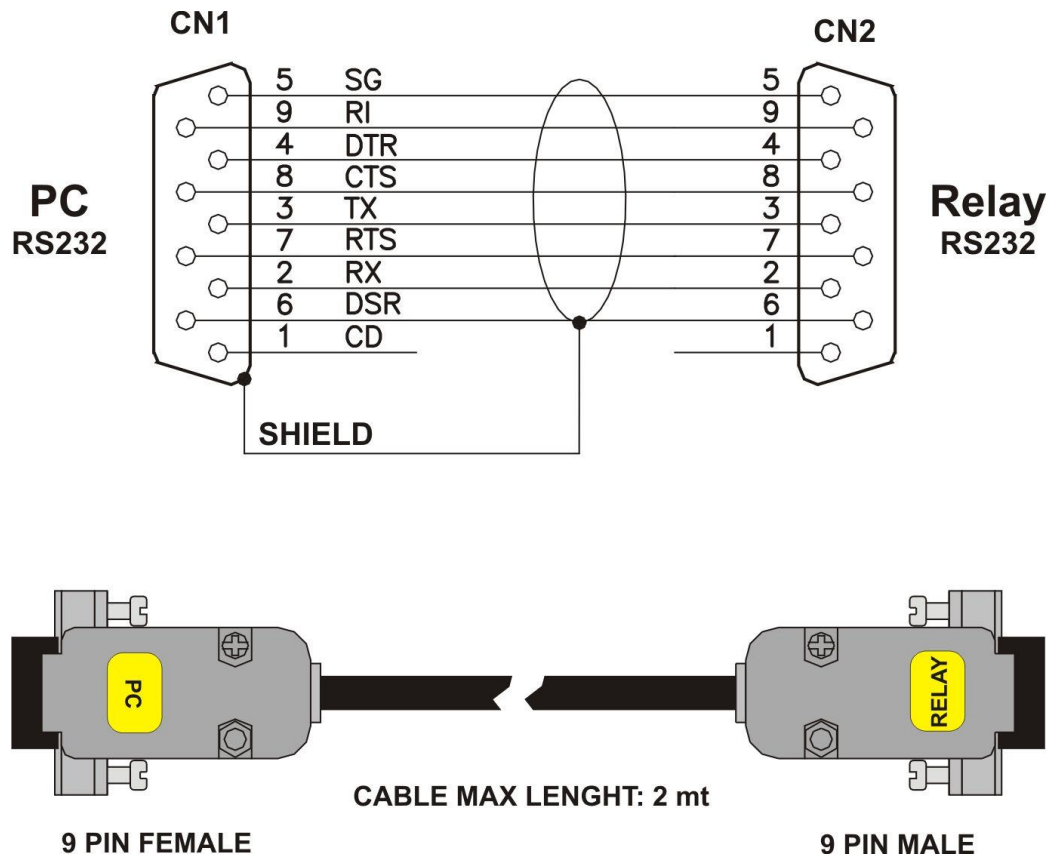 CN1
CN2
5 SG 5
9 RI 9
4 DTR 4
8 CTS 8
3 TX 3
7 RTS 7
2 RX 2
6 DSR 6
1 CD 1
PC
RS232
Relay
RS232
SHIELD
PC
RELAY
CABLE MAX LENGHT: 2 mt
9 PIN FEMALE
9 PIN MALE